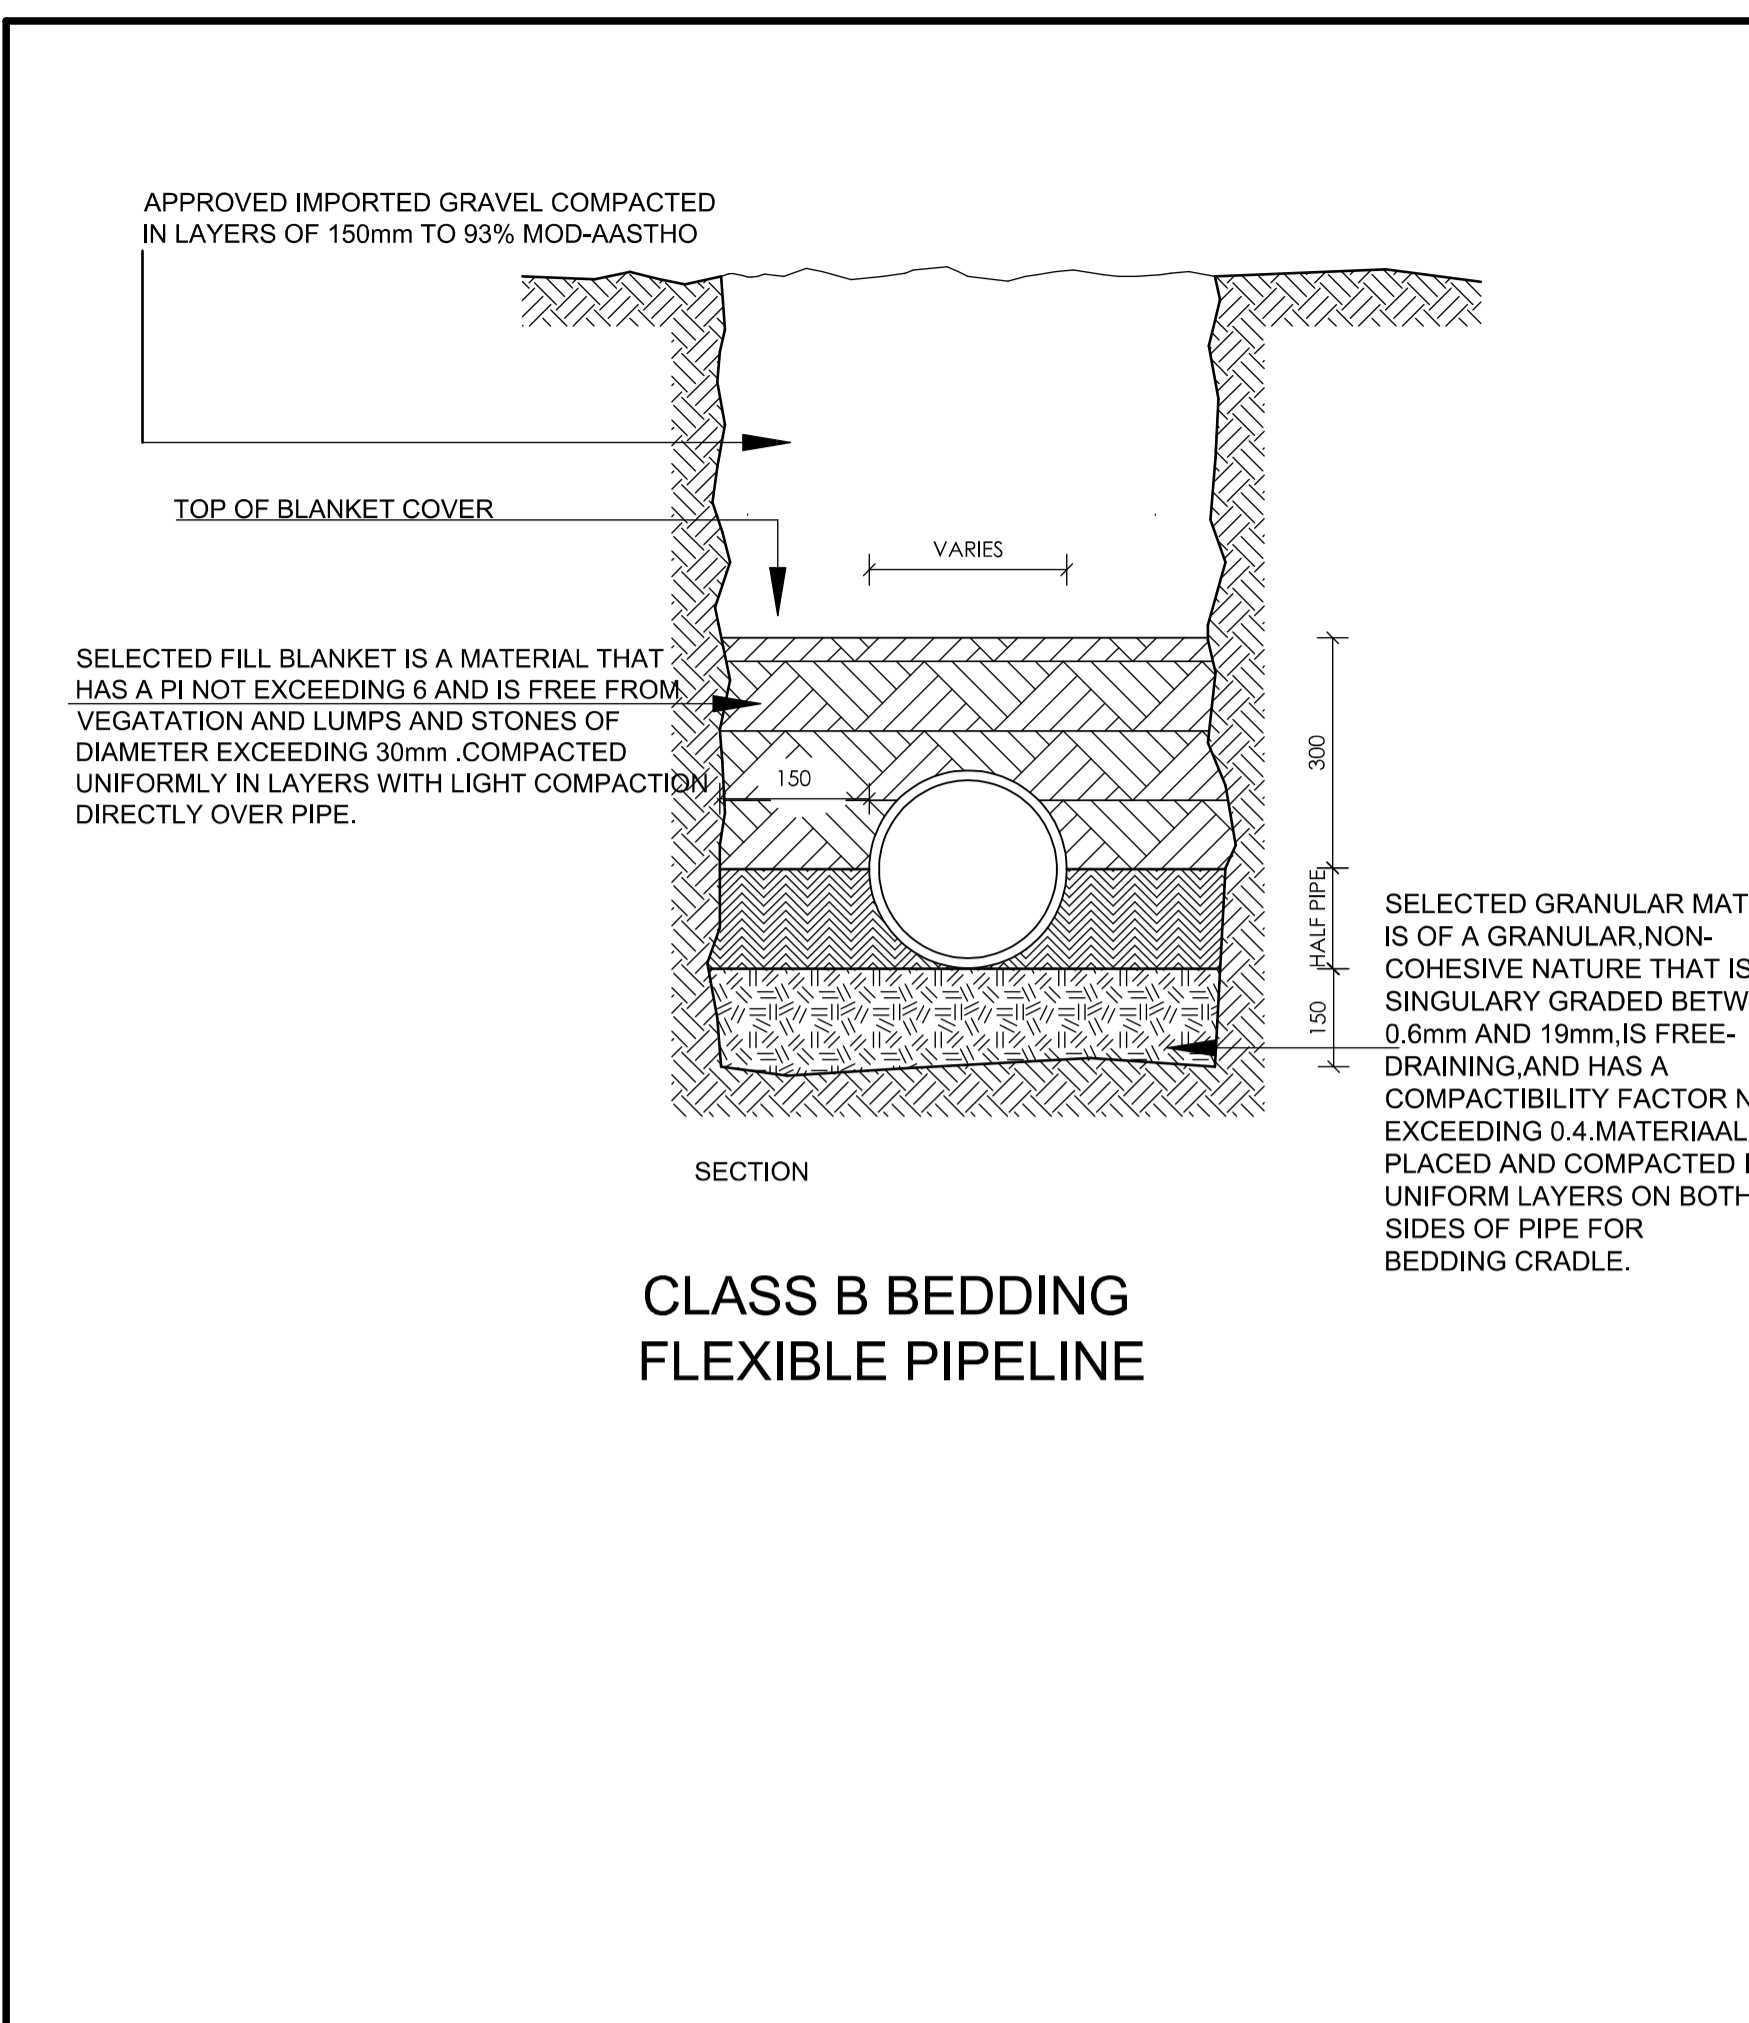 APPROVED IMPORTED GRAVEL COMPACTED
IN LAYERS OF 150mm TO 93% MOD-AASTHO
TOP OF BLANKET COVER
VARIES
SELECTED FILL BLANKET IS A MATERIAL THAT
HAS A PI NOT EXCEEDING 6 AND IS FREE FROM
VEGATATION AND LUMPS AND STONES OF
DIAMETER EXCEEDING 30mm .COMPACTED
UNIFORMLY IN LAYERS WITH LIGHT COMPACTION
DIRECTLY OVER PIPE.
150
300
HALF PIPE
150
SELECTED GRANULAR MAT
IS OF A GRANULAR,NON-
COHESIVE NATURE THAT IS
SINGULARY GRADED BETW
0.6mm AND 19mm,IS FREE-
DRAINING,AND HAS A
COMPACTIBILITY FACTOR
EXCEEDING 0.4.MATERIAAL
PLACED AND COMPACTED
UNIFORM LAYERS ON BOTH
SIDES OF PIPE FOR
BEDDING CRADLE.
SECTION
CLASS B BEDDING
FLEXIBLE PIPELINE